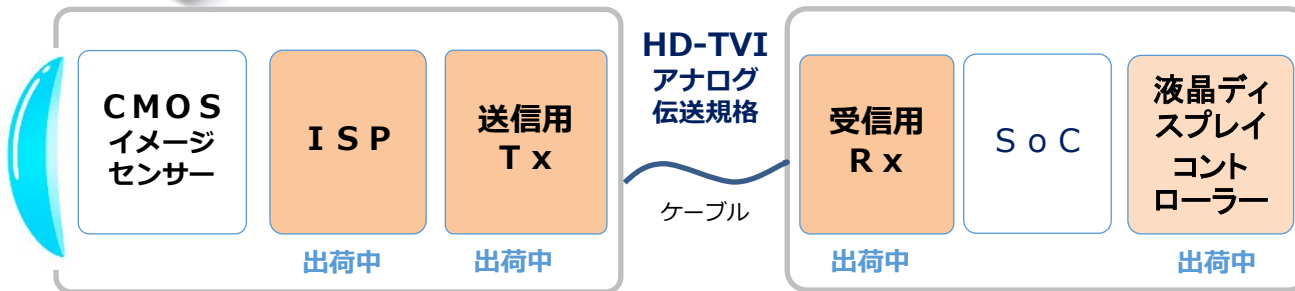 CMOS
イメージ
センサー
ISP
送信用
Tx
HD-TVI
アナログ
伝送規格
ケーブル
受信用
Rx
SoC
液晶ディ
スプレイ
コント
ローラー
出荷中
出荷中
出荷中
出荷中